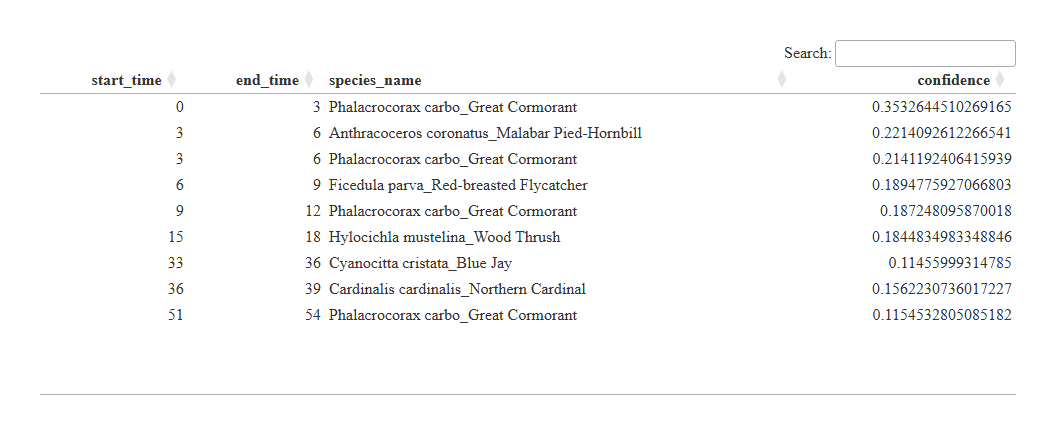 Search:
start_time end_time species_name confidence
0 3 Phalacrocorax carbo_Great Cormorant 0.3532644510269165
3 6 Anthracoceros coronatus_Malabar Pied-Hornbill 0.2214092612266541
3 6 Phalacrocorax carbo_Great Cormorant 0.2141192406415939
6 9 Ficedula parva_Red-breasted Flycatcher 0.1894775927066803
9 12 Phalacrocorax carbo_Great Cormorant 0.187248095870018
15 18 Hylocichla mustelina_Wood Thrush 0.1844834983348846
33 36 Cyanocitta cristata_Blue Jay 0.11455999314785
36 39 Cardinalis cardinalis_Northern Cardinal 0.1562230736017227
51 54 Phalacrocorax carbo_Great Cormorant 0.1154532805085182